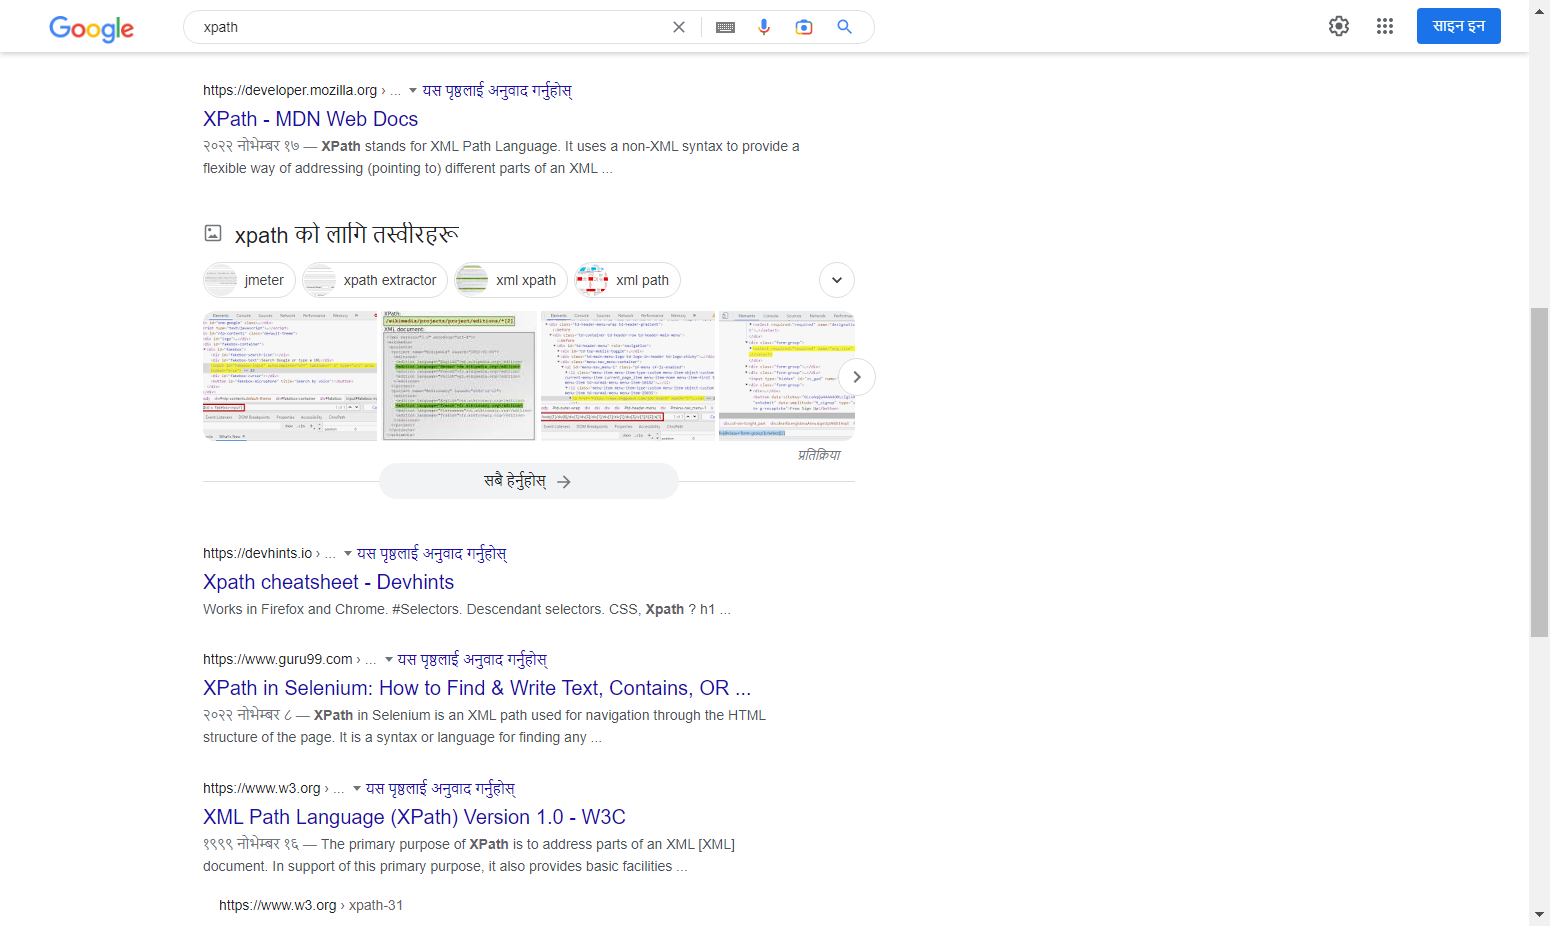 Google
xpath
साइन इन
https://developer.mozilla.org › ... यस पृष्ठलाई अनुवाद गर्नुहोस्
XPath - MDN Web Docs
२०२२ नोभेम्बर १७ — XPath stands for XML Path Language. It uses a non-XML syntax to provide a
flexible way of addressing (pointing to) different parts of an XML ...
xpath को लागि तस्वीरहरू
jmeter
xpath extractor
xml xpath
xml path
XPath:
/wikimedia/projects/project/editions/*[2]
XML document:
प्रतिक्रिया
सबै हेर्नुहोस्
https://devhints.io › ... यस पृष्ठलाई अनुवाद गर्नुहोस्
Xpath cheatsheet - Devhints
Works in Firefox and Chrome. #Selectors. Descendant selectors. CSS, Xpath ? h1 ...
https://www.guru99.com › ... यस पृष्ठलाई अनुवाद गर्नुहोस्
XPath in Selenium: How to Find & Write Text, Contains, OR ...
२०२२ नोभेम्बर ८ — XPath in Selenium is an XML path used for navigation through the HTML
structure of the page. It is a syntax or language for finding any ...
https://www.w3.org › ... यस पृष्ठलाई अनुवाद गर्नुहोस्
XML Path Language (XPath) Version 1.0 - W3C
१९९९ नोभेम्बर १६ — The primary purpose of XPath is to address parts of an XML [XML]
document. In support of this primary purpose, it also provides basic facilities ...
https://www.w3.org › xpath-31